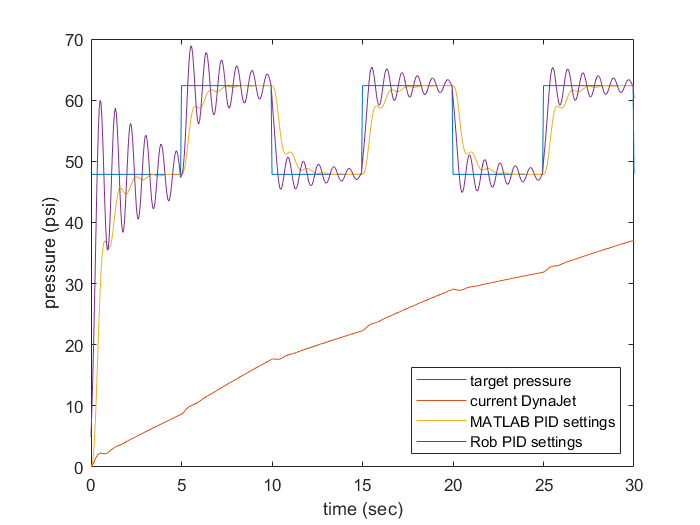 70
60
50
40
30
20
10
0
pressure (psi)
0 5 10 15 20 25 30
time (sec)
target pressure
current DynaJet
MATLAB PID settings
Rob PID settings